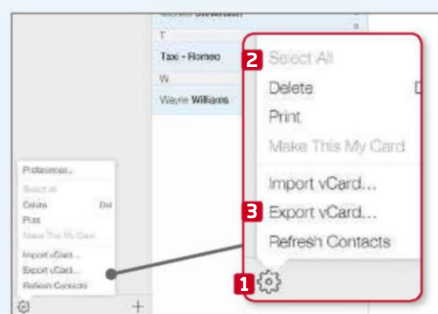 T
Taxi - Romeo
W
Wayne Williams
Preferences...
Select All
Delete Del
Print
Make This My Card
Import vCard...
Export vCard...
Refresh Contacts
2 Select All
Delete D
Print
Make This My Card
Import vCard...
3 Export vCard...
Refresh Contacts
1